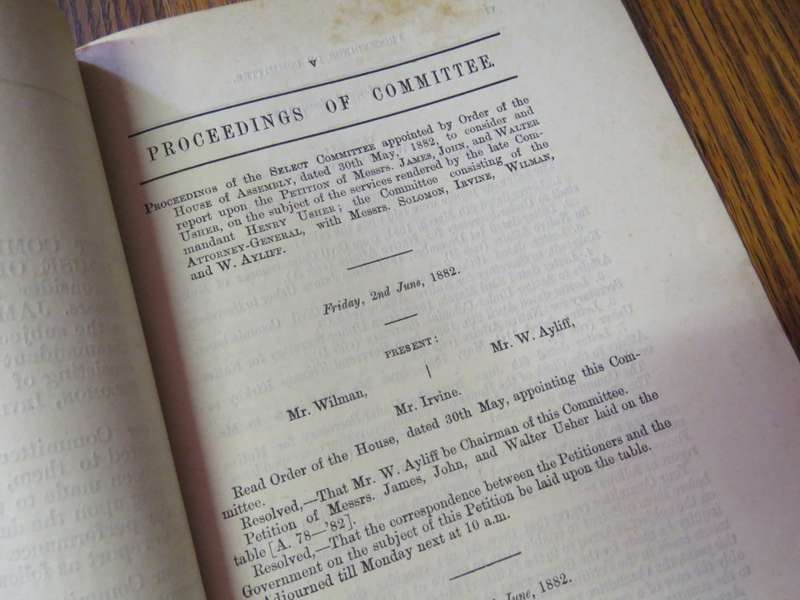 PROCEEDINGS OF COMMITTEE.
PROCEEDINGS of the SELECT COMMITTEE appointed by Order of the
HOUSE OF ASSEMBLY, dated 30th May, 1882, to consider and
report upon the PETITION of Messrs. JAMES, JOHN, and WALTER
USHER, on the subject of the services rendered by the late Com-
mandant HENRY USHER; the Committee consisting of the
ATTORNEY-GENERAL, with Messrs. SOLOMON, IRVINE, WILMAN,
and W. AYLIFF.
Friday, 2nd June, 1882.
PRESENT:
Mr. Wilman,
Mr. W. Ayliff,
Mr. Irvine.
Read Order of the House, dated 30th May, appointing this Com-
mittee.
Resolved,—That Mr. W. Ayliff be Chairman of this Committee.
Petition of Messrs. James, John, and Walter Usher laid on the
table [A. 78—'82].
Resolved,—That the correspondence between the Petitioners and the
Government on the subject of this Petition be laid upon the table.
Adjourned till Monday next at 10 a.m.
June, 1882.